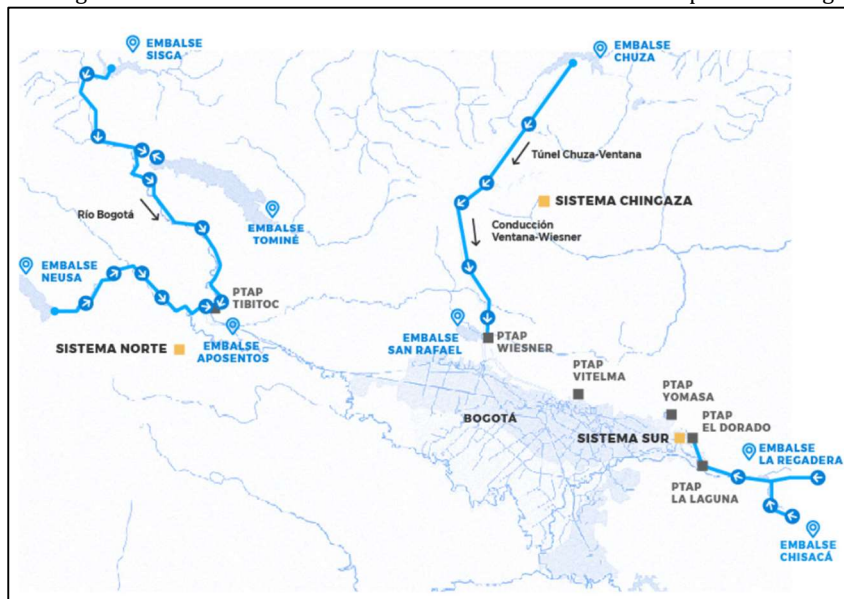 EMBALSE
SISGA
EMBALSE
CHUZA
Túnel Chuza-Ventana
SISTEMA CHINGAZA
Río Bogotá
EMBALSE
TOMINÉ
Conducción
Ventana-Wiesner
EMBALSE
NEUSA
PTAP
TIBITOC
EMBALSE
APOSENTOS
SISTEMA NORTE
EMBALSE
SAN RAFAEL
PTAP
WIESNER
PTAP
VITELMA
PTAP
YOMASA
BOGOTÁ
PTAP
EL DORADO
SISTEMA SUR
EMBALSE
LA REGADERA
PTAP
LA LAGUNA
EMBALSE
CHISACÁ